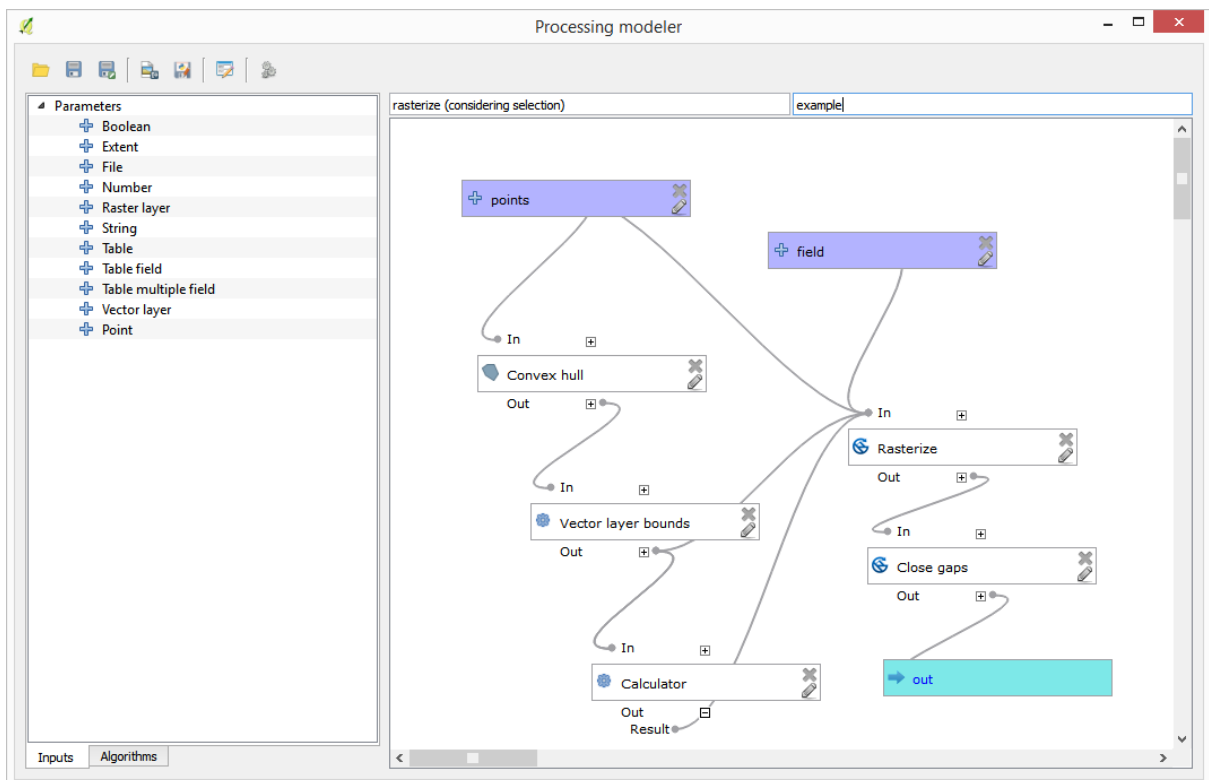 Processing modeler
Parameters
Boolean
Extent
File
Number
Raster layer
String
Table
Table field
Table multiple field
Vector layer
Point
Inputs
Algorithms
rasterize (considering selection)
example
points
field
In
Convex hull
Out
In
Rasterize
Out
In
Vector layer bounds
Out
In
Close gaps
Out
In
Calculator
Out
Result
out